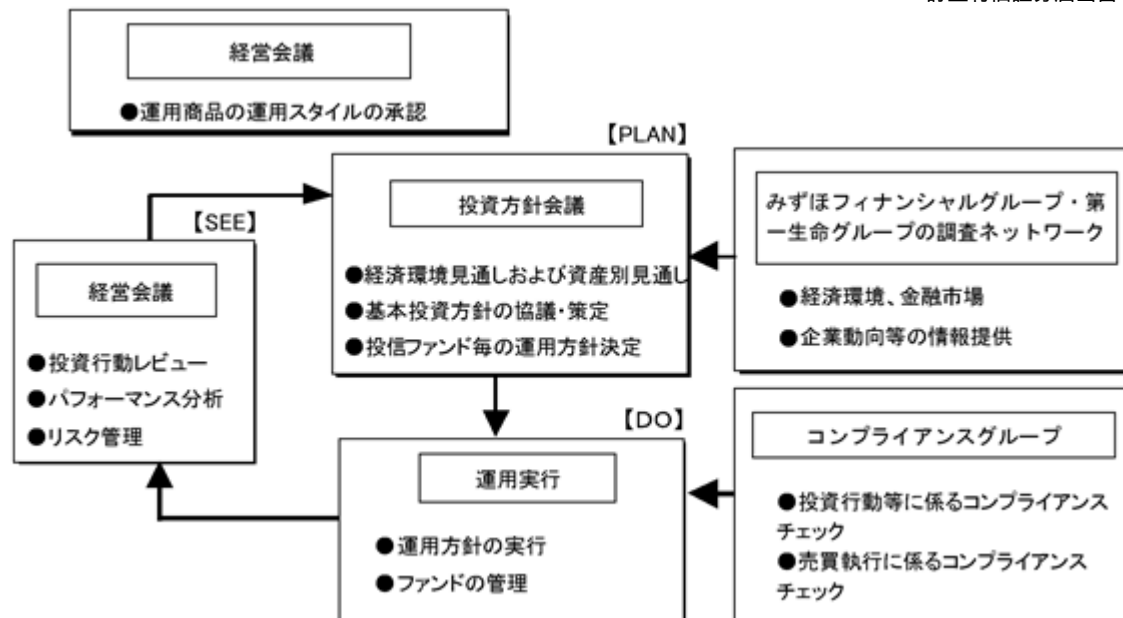 経営会議
●運用商品の運用スタイルの承認
【PLAN】
投資方針会議
●経済環境見通しおよび資産別見通し
●基本投資方針の協議・策定
●投信ファンド毎の運用方針決定
みずほフィナンシャルグループ・第
一生命グループの調査ネットワーク
●経済環境、金融市場
●企業動向等の情報提供
【SEE】
経営会議
●投資行動レビュー
●パフォーマンス分析
●リスク管理
【DO】
運用実行
●運用方針の実行
●ファンドの管理
コンプライアンスグループ
●投資行動等に係るコンプライアンス
チェック
●売買執行に係るコンプライアンス
チェック